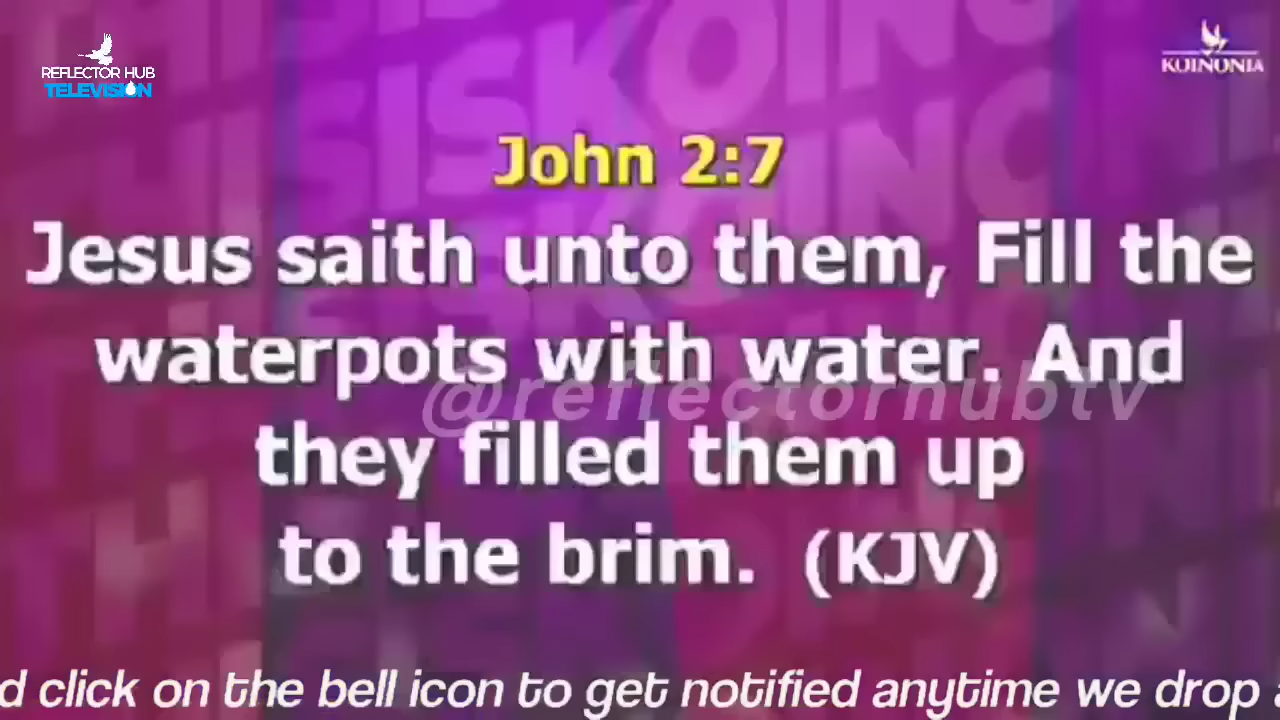 REFLECTOR HUB
TELEVISION
KOINONIA
John 2:7
Jesus saith unto them, Fill the
waterpots with water. And
@reflectorhubtv
they filled them up
to the brim. (KJV)
d click on the bell icon to get notified anytime we drop